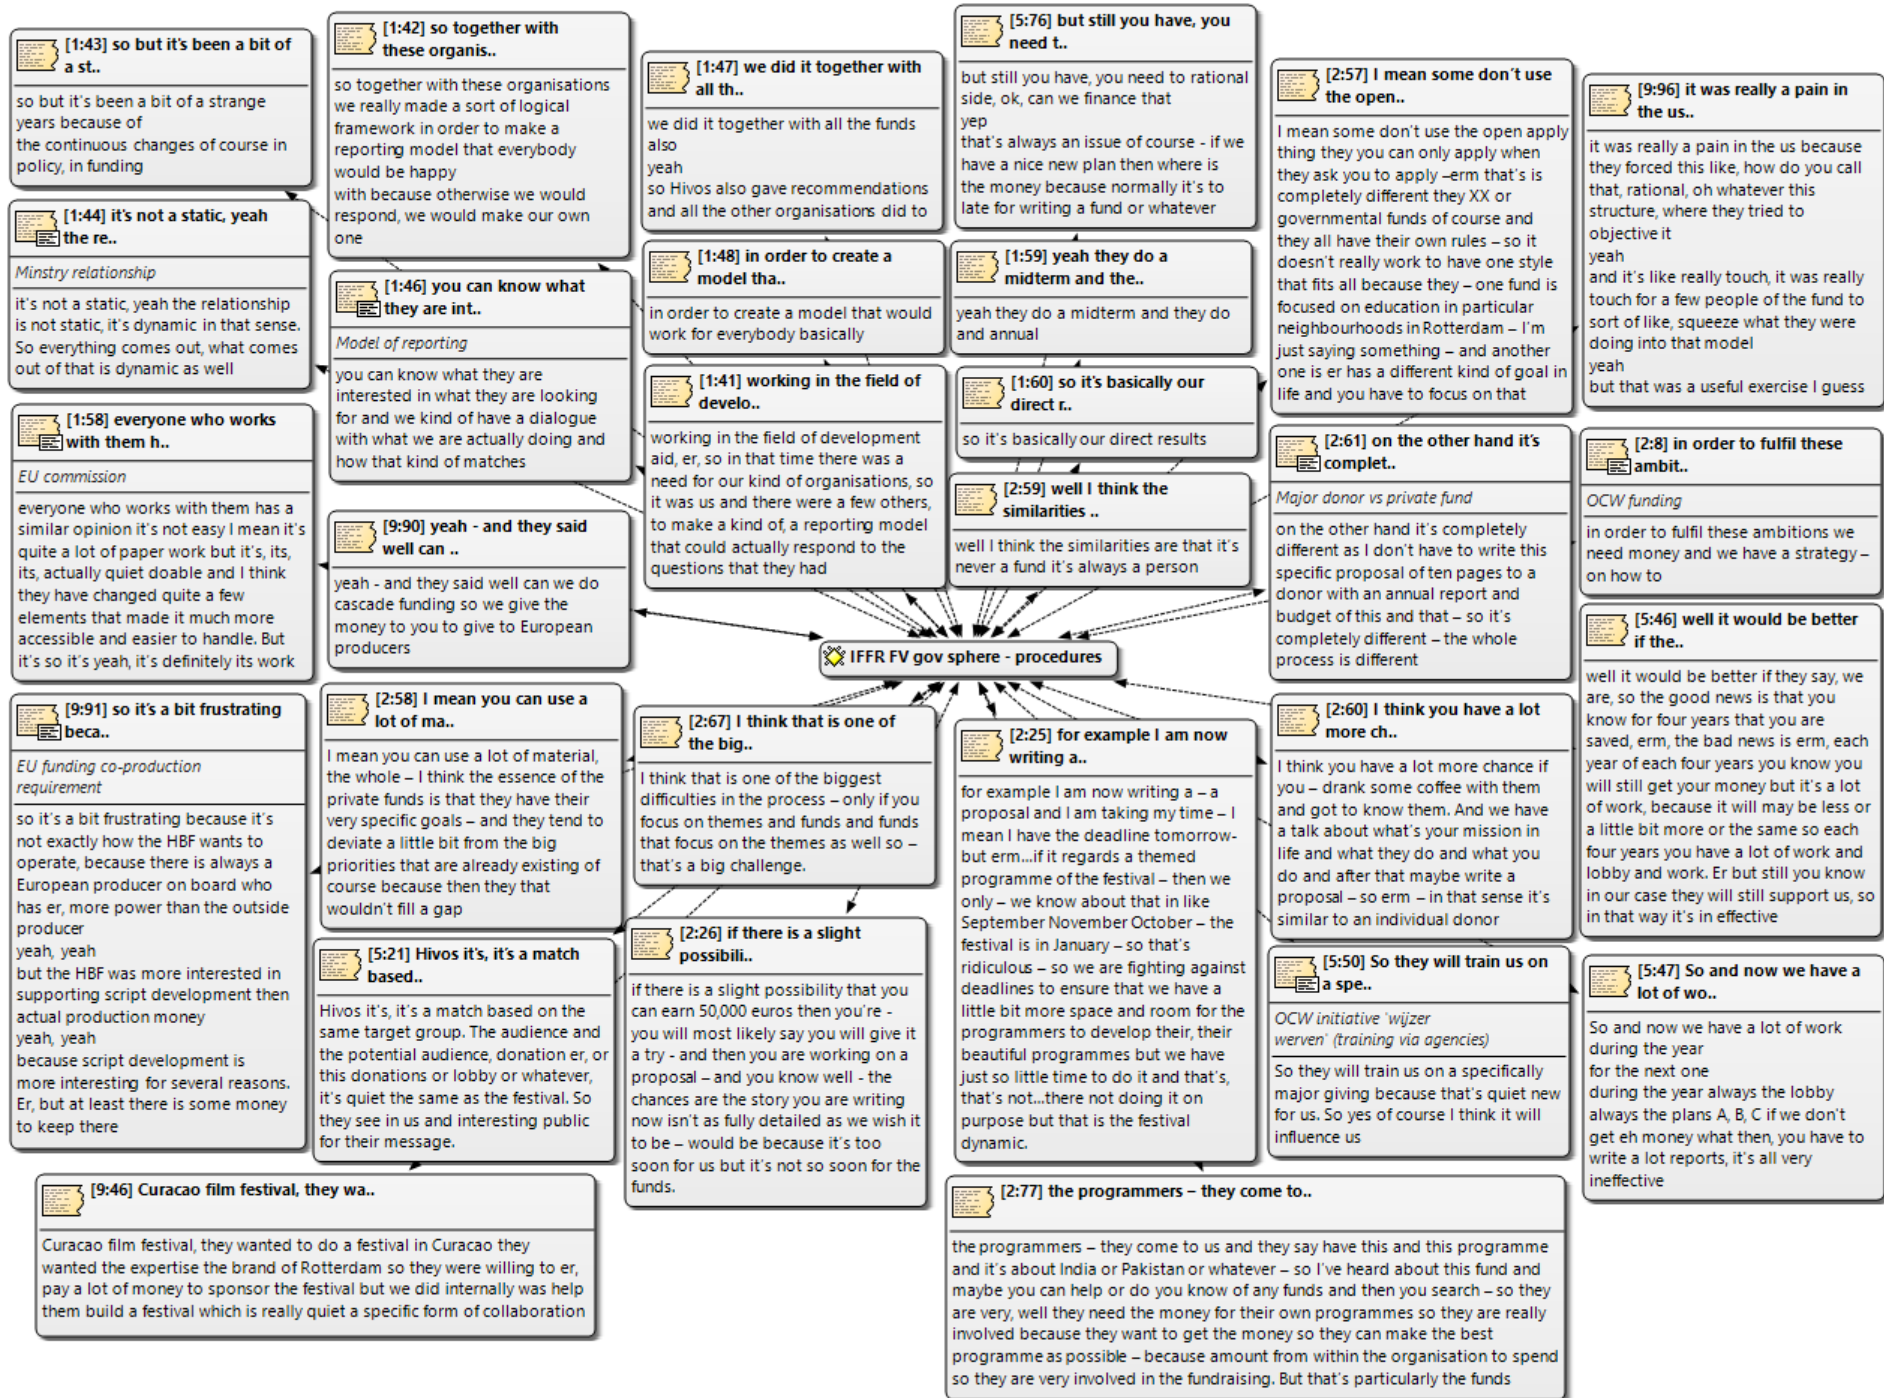 [1:43] so but it's been a bit of
a st..
so but it's been a bit of a strange
years because of
the continuous changes of course in
policy, in funding
[1:42] so together with
these organis..
so together with these organisations
we really made a sort of logical
framework in order to make a
reporting model that everybody
would be happy
with because otherwise we would
respond, we would make our own
one
[1:47] we did it together with
all th..
we did it together with all the funds
also
yeah
so Hivos also gave recommendations
and all the other organisations did to
[5:76] but still you have, you
need t..
but still you have, you need to rational
side, ok, can we finance that
yep
that's always an issue of course - if we
have a nice new plan then where is
the money because normally it's to
late for writing a fund or whatever
[2:57] I mean some don´t use
the open..
I mean some don't use the open apply
thing they you can only apply when
they ask you to apply –erm that's is
completely different they XX or
governmental funds of course and
they all have their own rules – so it
doesn't really work to have one style
that fits all because they – one fund is
focused on education in particular
neighbourhoods in Rotterdam – I'm
just saying something – and another
one is er has a different kind of goal in
life and you have to focus on that
[9:96] it was really a pain in
the us..
it was really a pain in the us because
they forced this like, how do you call
that, rational, oh whatever this
structure, where they tried to
objective it
yeah
and it's like really touch, it was really
touch for a few people of the fund to
sort of like, squeeze what they were
doing into that model
yeah
but that was a useful exercise I guess
[1:44] it's not a static, yeah
the re..
Minstry relationship
it's not a static, yeah the relationship
is not static, it's dynamic in that sense.
So everything comes out, what comes
out of that is dynamic as well
[1:46] you can know what
they are int..
Model of reporting
you can know what they are
interested in what they are looking
for and we kind of have a dialogue
with what we are actually doing and
how that kind of matches
[1:48] in order to create a
model tha..
in order to create a model that would
work for everybody basically
[1:59] yeah they do a
midterm and the..
yeah they do a midterm and they do
and annual
[1:58] everyone who works
with them h..
EU commission
everyone who works with them has a
similar opinion it's not easy I mean it's
quite a lot of paper work but it's, its,
its, actually quiet doable and I think
they have changed quite a few
elements that made it much more
accessible and easier to handle. But
it's so it's yeah, it's definitely its work
[9:90] yeah - and they said
well can ..
yeah - and they said well can we do
cascade funding so we give the
money to you to give to European
producers
[1:41] working in the field of
develo..
working in the field of development
aid, er, so in that time there was a
need for our kind of organisations, so
it was us and there were a few others,
to make a kind of, a reporting model
that could actually respond to the
questions that they had
[1:60] so it's basically our
direct r..
so it's basically our direct results
[2:59] well I think the
similarities ..
well I think the similarities are that it's
never a fund it's always a person
[2:61] on the other hand it's
complet..
Major donor vs private fund
on the other hand it's completely
different as I don't have to write this
specific proposal of ten pages to a
donor with an annual report and
budget of this and that – so it's
completely different – the whole
process is different
[2:8] in order to fulfil these
ambit..
OCW funding
in order to fulfil these ambitions we
need money and we have a strategy –
on how to
IFFR FV gov sphere - procedures
[5:46] well it would be better
if the..
well it would be better if they say, we
are, so the good news is that you
know for four years that you are
saved, erm, the bad news is erm, each
year of each four years you know you
will still get your money but it's a lot
of work, because it will may be less or
a little bit more or the same so each
four years you have a lot of work and
lobby and work. Er but still you know
in our case they will still support us, so
in that way it's in effective
[9:91] so it's a bit frustrating
beca..
EU funding co-production
requirement
so it's a bit frustrating because it's
not exactly how the HBF wants to
operate, because there is always a
European producer on board who
has er, more power than the outside
producer
yeah, yeah
but the HBF was more interested in
supporting script development then
actual production money
yeah, yeah
because script development is
more interesting for several reasons.
Er, but at least there is some money
to keep there
[2:58] I mean you can use a
lot of ma..
I mean you can use a lot of material,
the whole – I think the essence of the
private funds is that they have their
very specific goals – and they tend to
deviate a little bit from the big
priorities that are already existing of
course because then they that
wouldn't fill a gap
[2:67] I think that is one of
the big..
I think that is one of the biggest
difficulties in the process – only if you
focus on themes and funds and funds
that focus on the themes as well so –
that's a big challenge.
[2:25] for example I am now
writing a..
for example I am now writing a – a
proposal and I am taking my time – I
mean I have the deadline tomorrow-
but erm...if it regards a themed
programme of the festival – then we
only – we know about that in like
September November October – the
festival is in January – so that's
ridiculous – so we are fighting against
deadlines to ensure that we have a
little bit more space and room for the
programmers to develop their, their
beautiful programmes but we have
just so little time to do it and that's,
that's not...there not doing it on
purpose but that is the festival
dynamic.
[2:60] I think you have a lot
more ch..
I think you have a lot more chance if
you – drank some coffee with them
and got to know them. And we have
a talk about what's your mission in
life and what they do and what you
do and after that maybe write a
proposal – so erm – in that sense it's
similar to an individual donor
[5:21] Hivos it's, it's a match
based..
Hivos it's, it's a match based on the
same target group. The audience and
the potential audience, donation er, or
this donations or lobby or whatever,
it's quiet the same as the festival. So
they see in us and interesting public
for their message.
[2:26] if there is a slight
possibili..
if there is a slight possibility that you
can earn 50,000 euros then you're -
you will most likely say you will give it
a try - and then you are working on a
proposal – and you know well - the
chances are the story you are writing
now isn't as fully detailed as we wish it
to be – would be because it's too
soon for us but it's not so soon for the
funds.
[5:50] So they will train us on
a spe..
OCW initiative 'wijzer
werven' (training via agencies)
So they will train us on a specifically
major giving because that's quiet new
for us. So yes of course I think it will
influence us
[5:47] So and now we have a
lot of wo..
So and now we have a lot of work
during the year
for the next one
during the year always the lobby
always the plans A, B, C if we don't
get eh money what then, you have to
write a lot reports, it's all very
ineffective
[9:46] Curacao film festival, they wa..
Curacao film festival, they wanted to do a festival in Curacao they
wanted the expertise the brand of Rotterdam so they were willing to er,
pay a lot of money to sponsor the festival but we did internally was help
them build a festival which is really quiet a specific form of collaboration
[2:77] the programmers – they come to..
the programmers – they come to us and they say have this and this programme
and it's about India or Pakistan or whatever – so I've heard about this fund and
maybe you can help or do you know of any funds and then you search – so they
are very, well they need the money for their own programmes so they are really
involved because they want to get the money so they can make the best
programme as possible – because amount from within the organisation to spend
so they are very involved in the fundraising. But that's particularly the funds